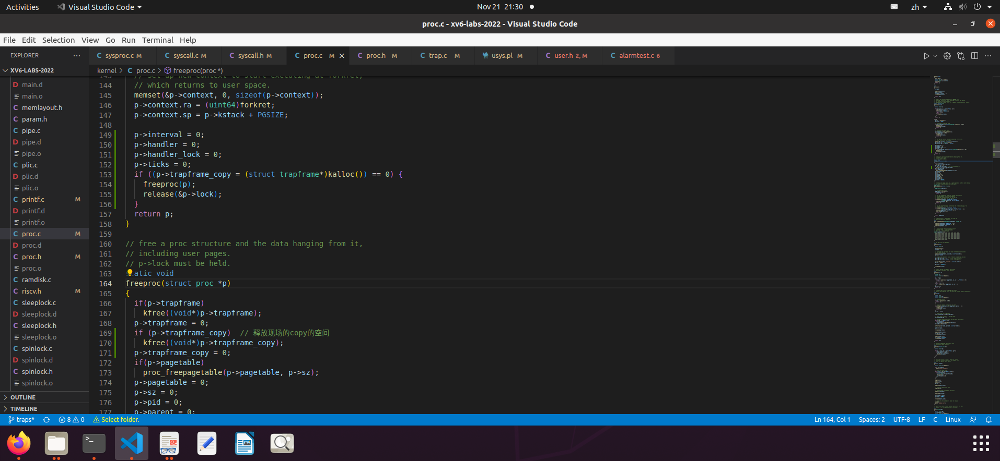 Activities
Visual Studio Code
Nov 21 21:30
zh
proc.c - xv6-labs-2022 - Visual Studio Code
File Edit Selection View Go Run Terminal Help
EXPLORER
sysproc.c M
syscall.c M
syscall.h M
proc.c M
proc.h M
trap.c M
usys.pl M
user.h 2, M
alarmtest.c 6
XV6-LABS-2022
kernel > C proc.c > freeproc(proc *)
main.d
main.o
memlayout.h
param.h
pipe.c
pipe.d
pipe.o
plic.c
plic.d
plic.o
printf.c M
printf.d
printf.o
proc.c M
proc.d
proc.h M
proc.o
ramdisk.c
riscv.h M
sleeplock.c
sleeplock.d
sleeplock.h
sleeplock.o
spinlock.c
spinlock.d
spinlock.h
spinlock.o
OUTLINE
TIMELINE
143 // Set up new context to start executing at forkret,
144 // which returns to user space.
145 memset(&p->context, 0, sizeof(p->context));
146 p->context.ra = (uint64)forkret;
147 p->context.sp = p->kstack + PGSIZE;
148
149 p->interval = 0;
150 p->handler = 0;
151 p->handler_lock = 0;
152 p->ticks = 0;
153 if ((p->trapframe_copy = (struct trapframe*)kalloc()) == 0) {
154 freeproc(p);
155 release(&p->lock);
156 }
157 return p;
158 }
159
160 // free a proc structure and the data hanging from it,
161 // including user pages.
162 // p->lock must be held.
163 static void
164 freeproc(struct proc *p)
165 {
166 if(p->trapframe)
167 kfree((void*)p->trapframe);
168 p->trapframe = 0;
169 if (p->trapframe_copy) // 释放现场的copy的空间
170 kfree((void*)p->trapframe_copy);
171 p->trapframe_copy = 0;
172 if(p->pagetable)
173 proc_freepagetable(p->pagetable, p->sz);
174 p->pagetable = 0;
175 p->sz = 0;
176 p->pid = 0;
177 p->parent = 0;
traps*
8 0
Select folder.
Ln 164, Col 1
Spaces: 2
UTF-8
LF
C
Linux